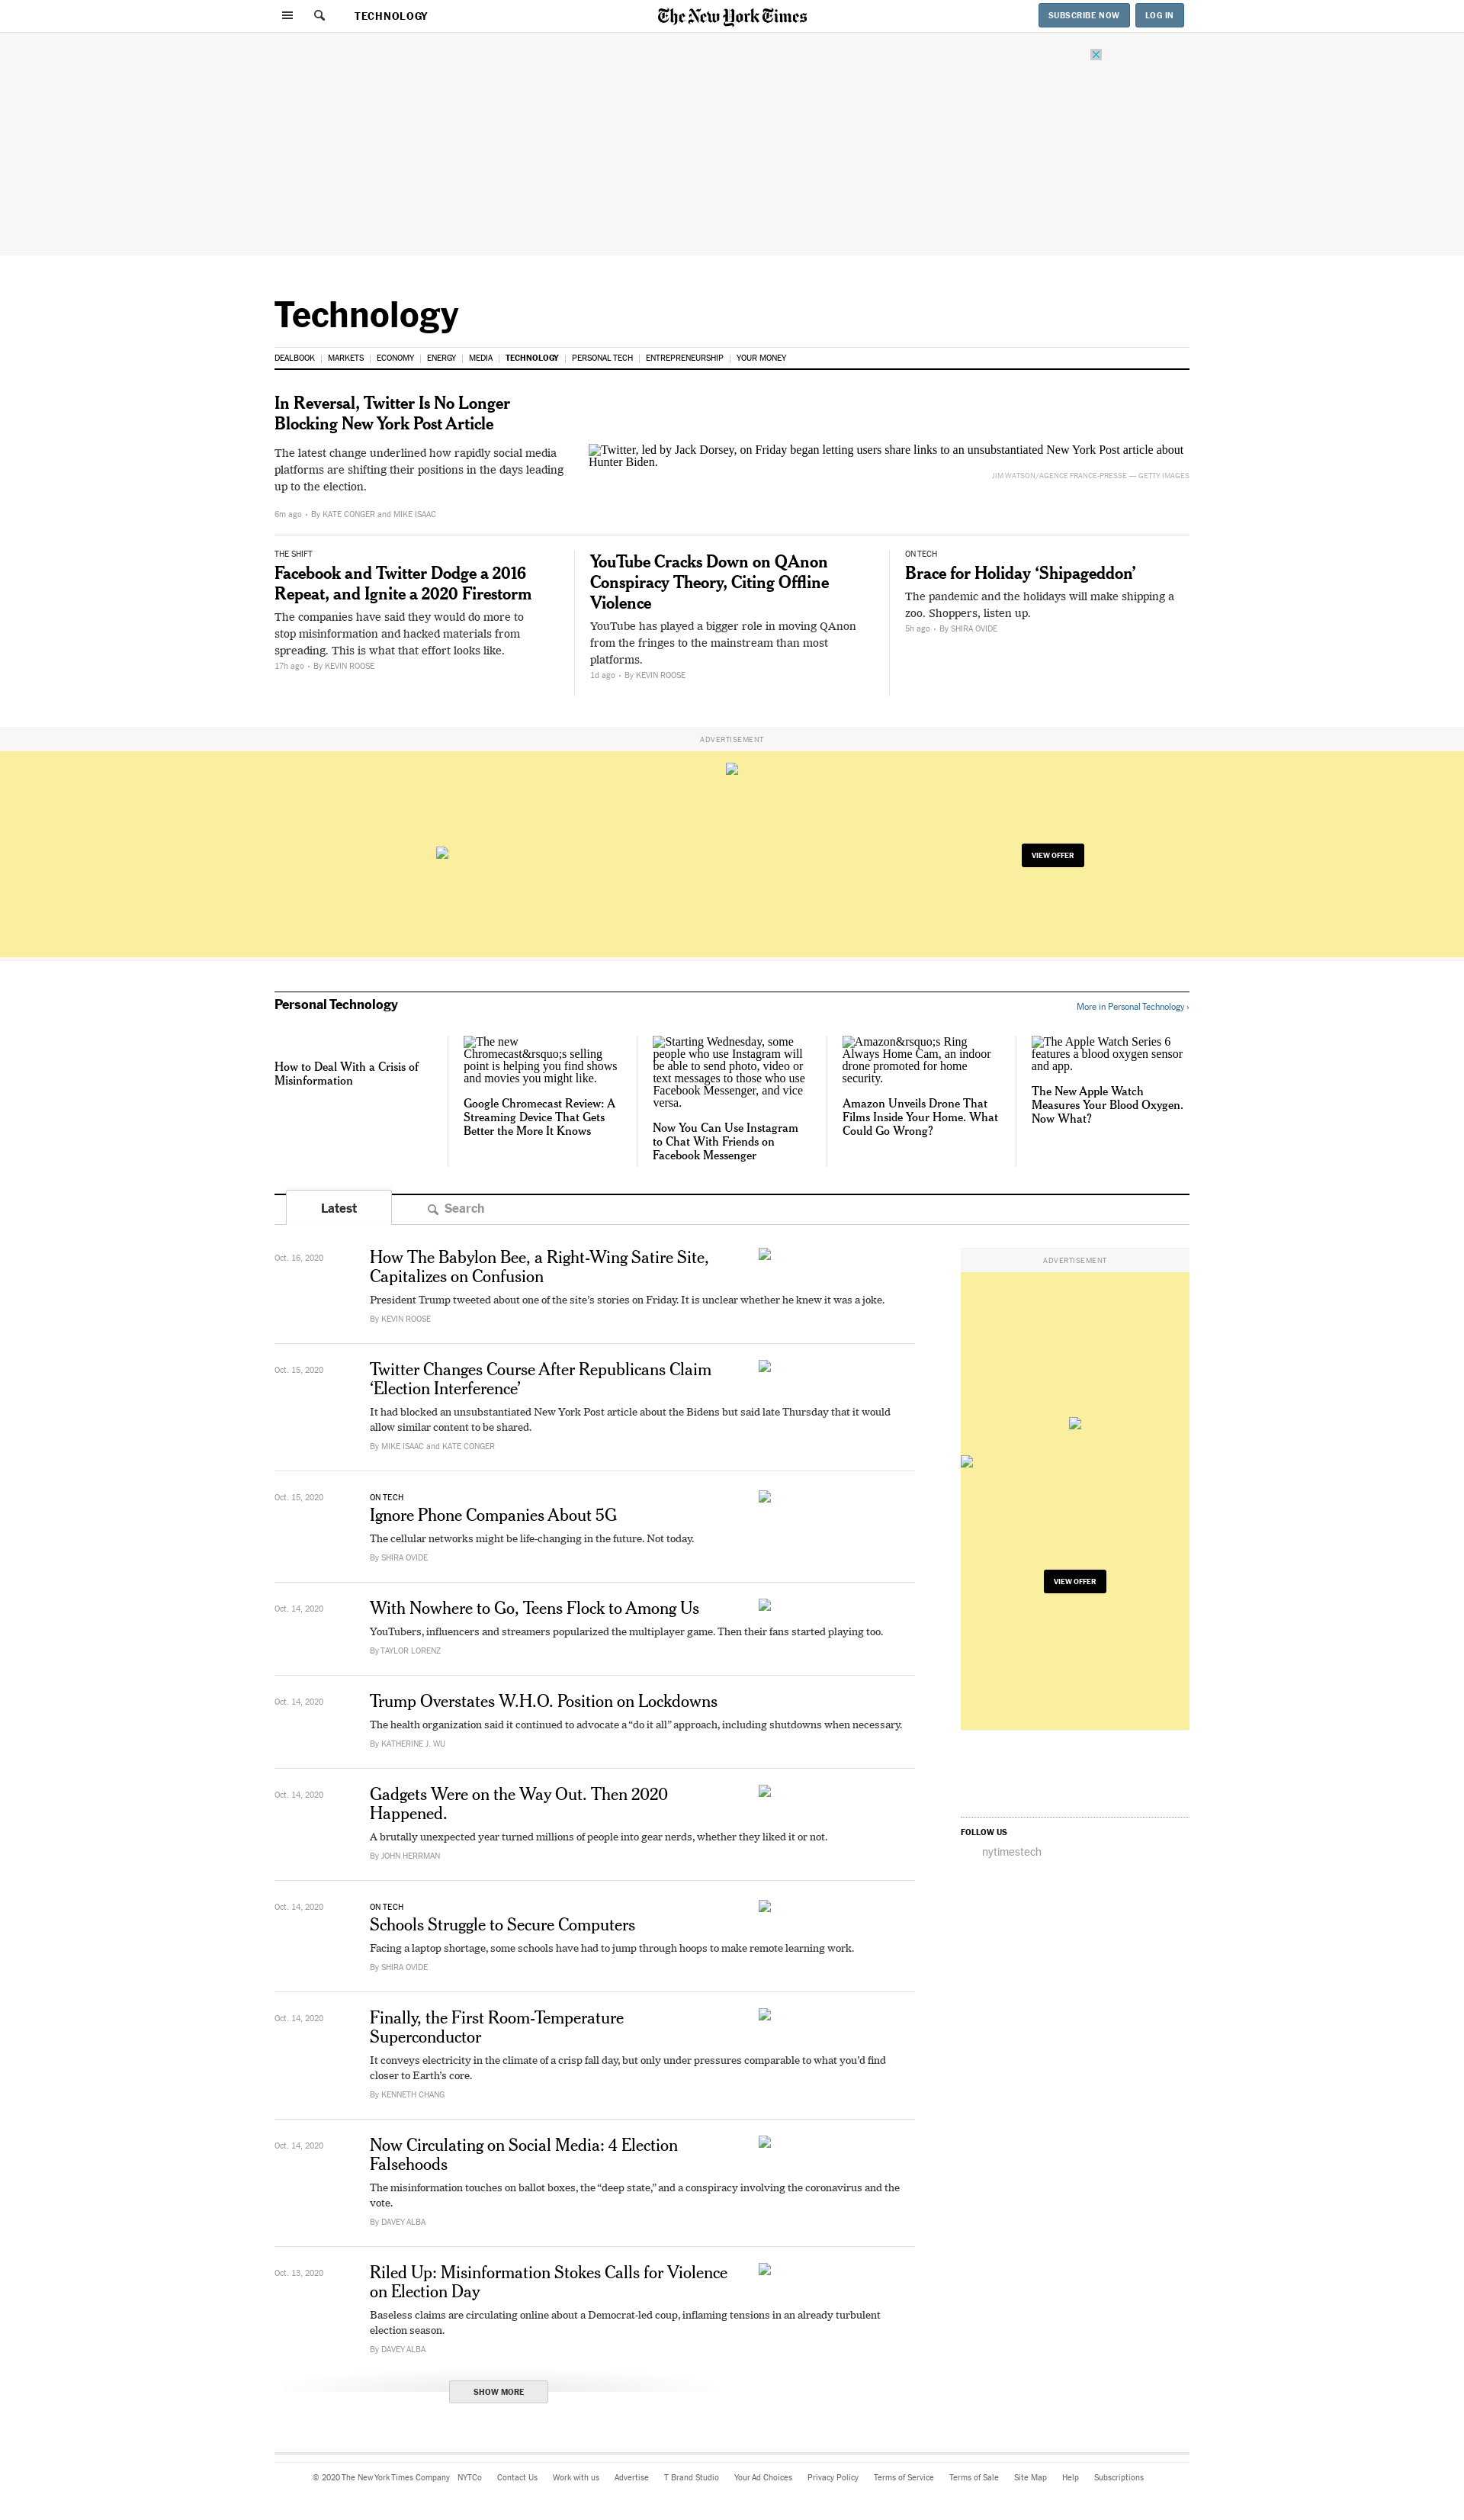 TECHNOLOGY
The New York Times
SUBSCRIBE NOW
LOG IN
Technology
DEALBOOK
MARKETS
ECONOMY
ENERGY
MEDIA
TECHNOLOGY
PERSONAL TECH
ENTREPRENEURSHIP
YOUR MONEY
In Reversal, Twitter Is No Longer
Blocking New York Post Article
The latest change underlined how rapidly social media
platforms are shifting their positions in the days leading
up to the election.
6m ago • By KATE CONGER and MIKE ISAAC
Twitter, led by Jack Dorsey, on Friday began letting users share links to an unsubstantiated New York Post article about
Hunter Biden.
JIM WATSON/AGENCE FRANCE-PRESSE — GETTY IMAGES
THE SHIFT
Facebook and Twitter Dodge a 2016
Repeat, and Ignite a 2020 Firestorm
The companies have said they would do more to
stop misinformation and hacked materials from
spreading. This is what that effort looks like.
17h ago • By KEVIN ROOSE
YouTube Cracks Down on QAnon
Conspiracy Theory, Citing Offline
Violence
YouTube has played a bigger role in moving QAnon
from the fringes to the mainstream than most
platforms.
1d ago • By KEVIN ROOSE
ON TECH
Brace for Holiday ‘Shipageddon’
The pandemic and the holidays will make shipping a
zoo. Shoppers, listen up.
5h ago • By SHIRA OVIDE
ADVERTISEMENT
VIEW OFFER
Personal Technology
More in Personal Technology ›
How to Deal With a Crisis of
Misinformation
The new
Chromecast&rsquo;s selling
point is helping you find shows
and movies you might like.
Google Chromecast Review: A
Streaming Device That Gets
Better the More It Knows
Starting Wednesday, some
people who use Instagram will
be able to send photo, video or
text messages to those who use
Facebook Messenger, and vice
versa.
Now You Can Use Instagram
to Chat With Friends on
Facebook Messenger
Amazon&rsquo;s Ring
Always Home Cam, an indoor
drone promoted for home
security.
Amazon Unveils Drone That
Films Inside Your Home. What
Could Go Wrong?
The Apple Watch Series 6
features a blood oxygen sensor
and app.
The New Apple Watch
Measures Your Blood Oxygen.
Now What?
Latest
Search
Oct. 16, 2020
How The Babylon Bee, a Right-Wing Satire Site,
Capitalizes on Confusion
President Trump tweeted about one of the site’s stories on Friday. It is unclear whether he knew it was a joke.
By KEVIN ROOSE
Oct. 15, 2020
Twitter Changes Course After Republicans Claim
‘Election Interference’
It had blocked an unsubstantiated New York Post article about the Bidens but said late Thursday that it would
allow similar content to be shared.
By MIKE ISAAC and KATE CONGER
Oct. 15, 2020
ON TECH
Ignore Phone Companies About 5G
The cellular networks might be life-changing in the future. Not today.
By SHIRA OVIDE
Oct. 14, 2020
With Nowhere to Go, Teens Flock to Among Us
YouTubers, influencers and streamers popularized the multiplayer game. Then their fans started playing too.
By TAYLOR LORENZ
Oct. 14, 2020
Trump Overstates W.H.O. Position on Lockdowns
The health organization said it continued to advocate a “do it all” approach, including shutdowns when necessary.
By KATHERINE J. WU
Oct. 14, 2020
Gadgets Were on the Way Out. Then 2020
Happened.
A brutally unexpected year turned millions of people into gear nerds, whether they liked it or not.
By JOHN HERRMAN
Oct. 14, 2020
ON TECH
Schools Struggle to Secure Computers
Facing a laptop shortage, some schools have had to jump through hoops to make remote learning work.
By SHIRA OVIDE
Oct. 14, 2020
Finally, the First Room-Temperature
Superconductor
It conveys electricity in the climate of a crisp fall day, but only under pressures comparable to what you’d find
closer to Earth’s core.
By KENNETH CHANG
Oct. 14, 2020
Now Circulating on Social Media: 4 Election
Falsehoods
The misinformation touches on ballot boxes, the “deep state,” and a conspiracy involving the coronavirus and the
vote.
By DAVEY ALBA
Oct. 13, 2020
Riled Up: Misinformation Stokes Calls for Violence
on Election Day
Baseless claims are circulating online about a Democrat-led coup, inflaming tensions in an already turbulent
election season.
By DAVEY ALBA
SHOW MORE
ADVERTISEMENT
VIEW OFFER
FOLLOW US
nytimestech
© 2020 The New York Times Company
NYTCo
Contact Us
Work with us
Advertise
T Brand Studio
Your Ad Choices
Privacy Policy
Terms of Service
Terms of Sale
Site Map
Help
Subscriptions